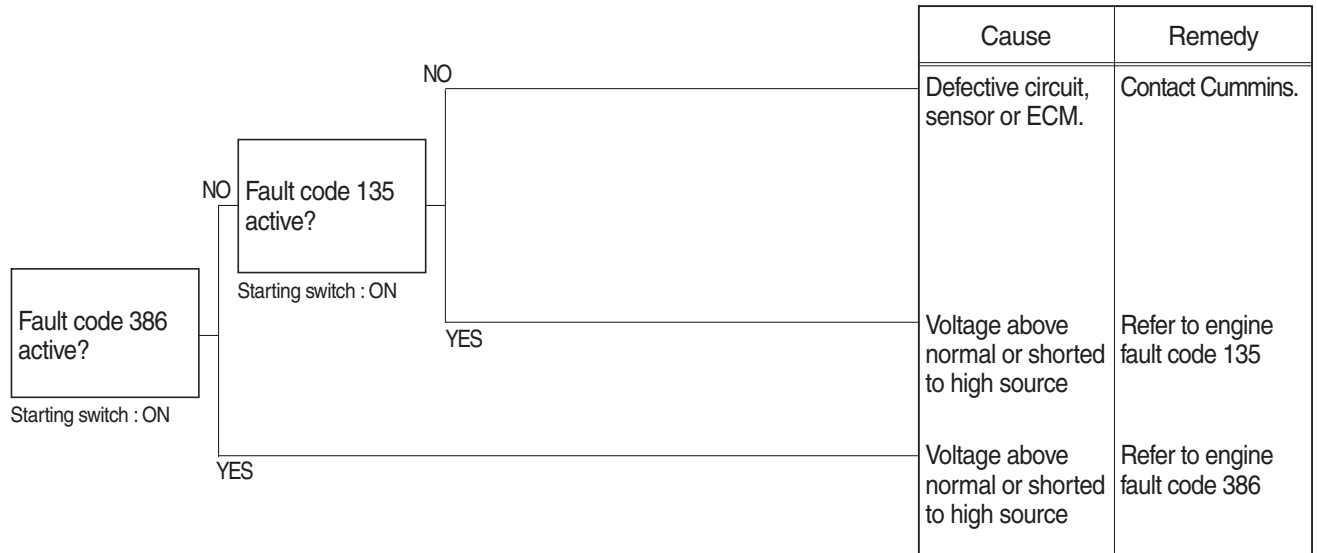 Cause
Remedy
NO
Defective circuit,
sensor or ECM.
Contact Cummins.
NO
Fault code 135
active?
Starting switch : ON
Fault code 386
active?
Starting switch : ON
YES
Voltage above
normal or shorted
to high source
Refer to engine
fault code 135
YES
Voltage above
normal or shorted
to high source
Refer to engine
fault code 386